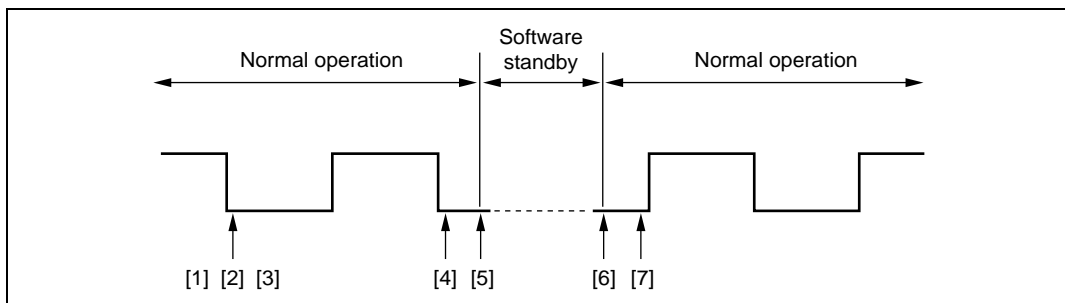 Software
standby
Normal operation
Normal operation
[1] [2] [3]
[4] [5]
[6] [7]